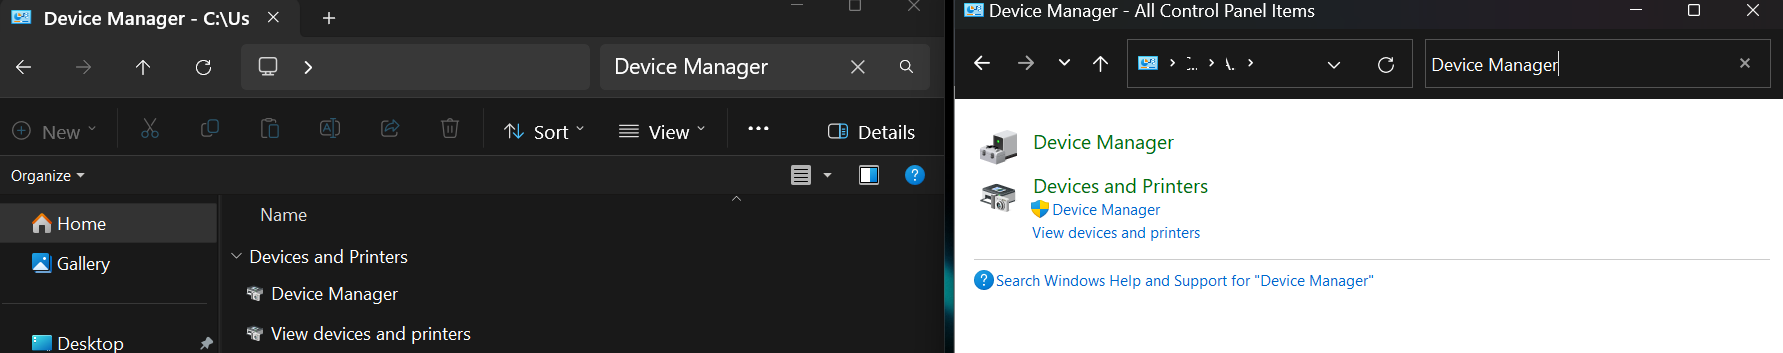 Device Manager - C:\Us
Device Manager
New
Sort
View
Details
Organize
Home
Gallery
Desktop
Name
Devices and Printers
Device Manager
View devices and printers
Device Manager - All Control Panel Items
Device Manager
Device Manager
Devices and Printers
Device Manager
View devices and printers
Search Windows Help and Support for "Device Manager"